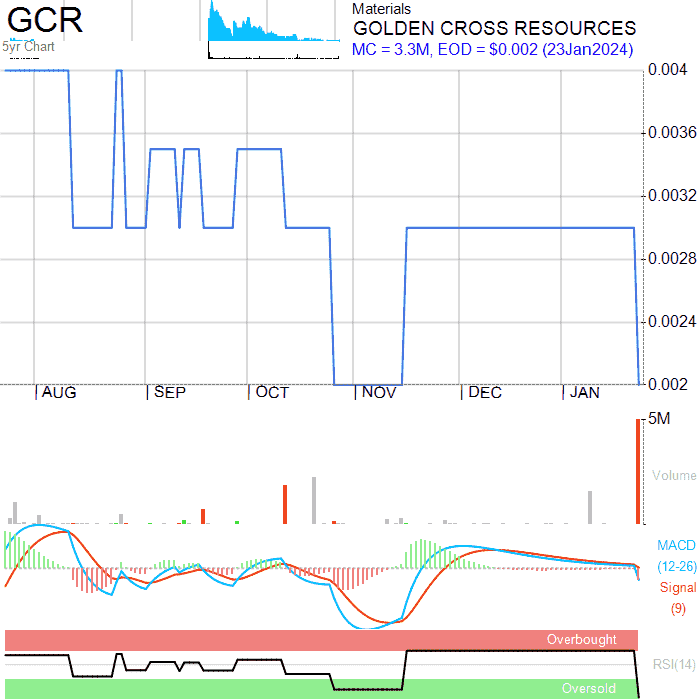 GCR
5yr Chart
Materials
GOLDEN CROSS RESOURCES
MC = 3.3M, EOD = $0.002 (23Jan2024)
0.004
0.0036
0.0032
0.0028
0.0024
0.002
AUG SEP OCT NOV DEC JAN
5M
Volume
MACD
(12-26)
Signal
(9)
Overbought
RSI(14)
Oversold